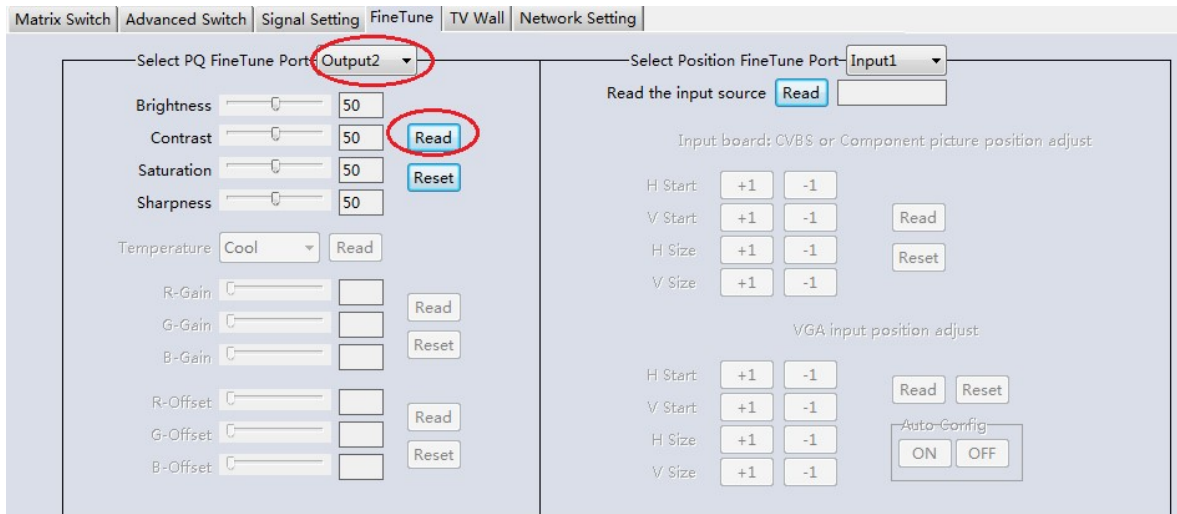 Matrix Switch Advanced Switch Signal Setting FineTune TV Wall Network Setting
Select PQ FineTune Port Output2
Brightness 50
Contrast 50 Read
Saturation 50 Reset
Sharpness 50
Temperature Cool Read
R-Gain
G-Gain Read
B-Gain Reset
R-Offset
G-Offset Read
B-Offset Reset
Select Position FineTune Port Input1
Read the input source Read
Input board: CVBS or Component picture position adjust
H Start +1 -1
V Start +1 -1 Read
H Size +1 -1 Reset
V Size +1 -1
VGA input position adjust
H Start +1 -1 Read Reset
V Start +1 -1
Auto Config
H Size +1 -1 ON OFF
V Size +1 -1